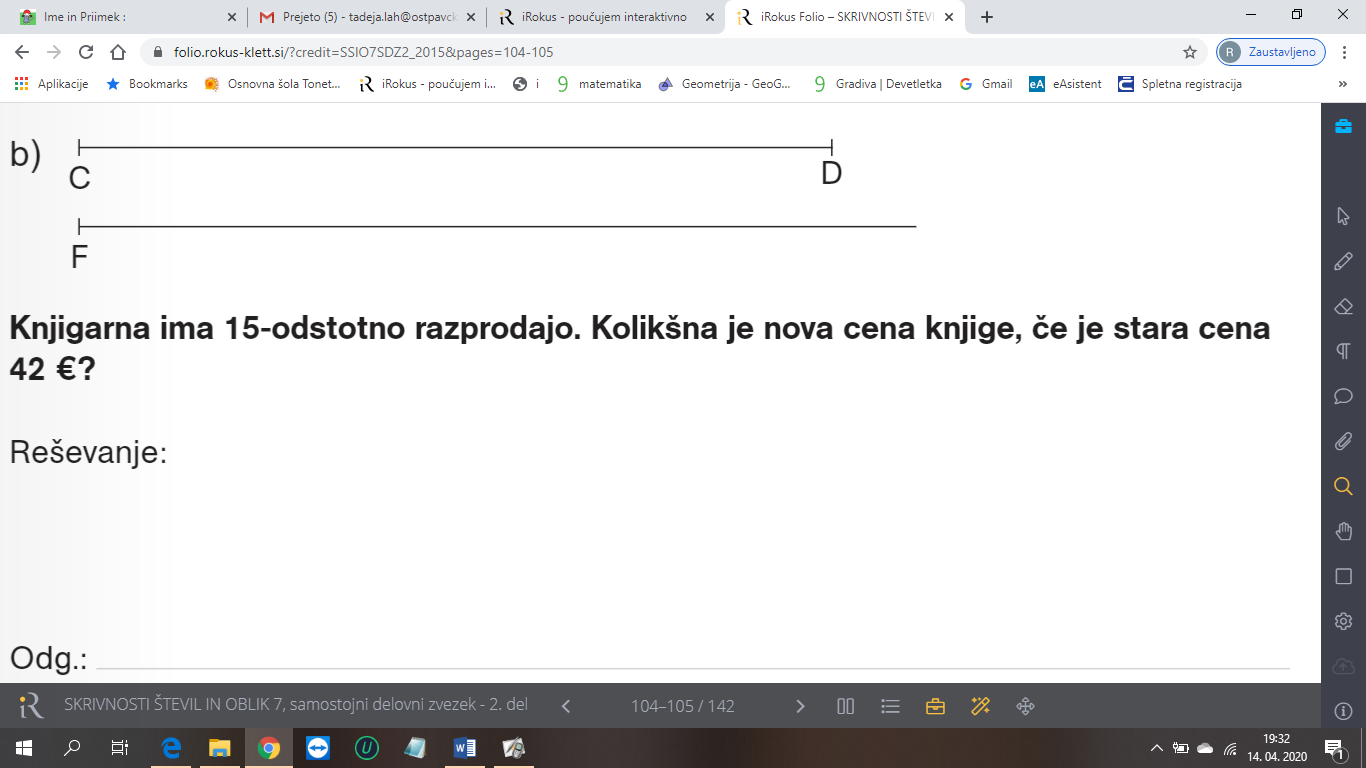 Ime in Priimek :
Prejeto (5) - tadeja.lah@ostpavck
iRokus - poučujem interaktivno
iRokus Folio – SKRIVNOSTI ŠTEVI
folio.rokus-klett.si/?credit=SSIO7SDZ2_2015&pages=104-105
R Zaustavljeno
Aplikacije Bookmarks Osnovna šola Tonet... iRokus - poučujem i... i matematika Geometrija - GeoG... Gradiva | Devetletka Gmail eAsistent Spletna registracija »
b)
C D
F
Knjigarna ima 15-odstotno razprodajo. Kolikšna je nova cena knjige, če je stara cena
42 €?
Reševanje:
Odg.:
iR SKRIVNOSTI ŠTEVIL IN OBLIK 7, samostojni delovni zvezek - 2. del 104–105 / 142
19:32
14. 04. 2020
1